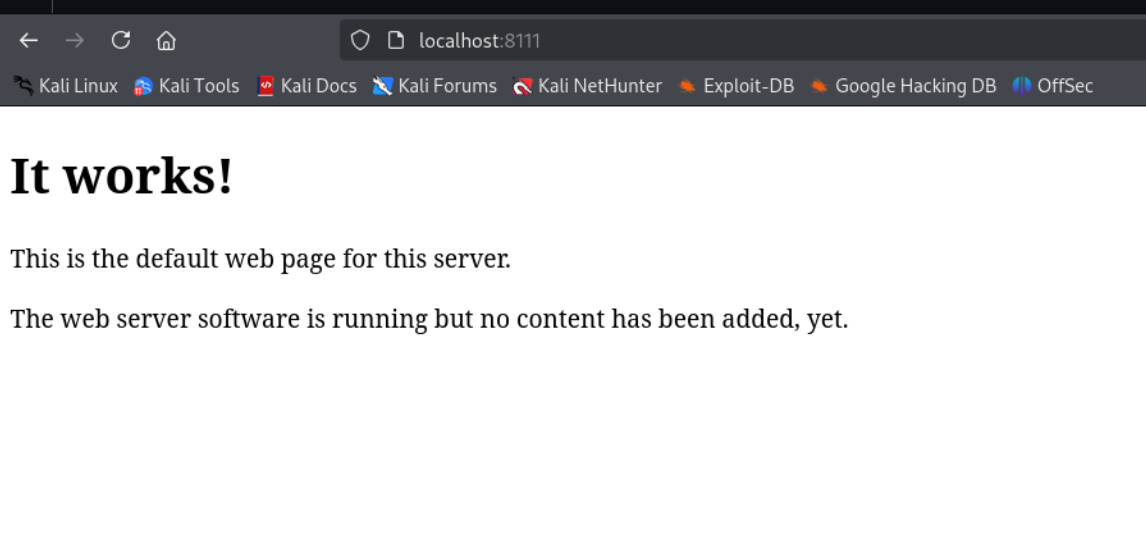 localhost:8111
Kali Linux Kali Tools Kali Docs Kali Forums Kali NetHunter Exploit-DB Google Hacking DB OffSec
It works!
This is the default web page for this server.
The web server software is running but no content has been added, yet.